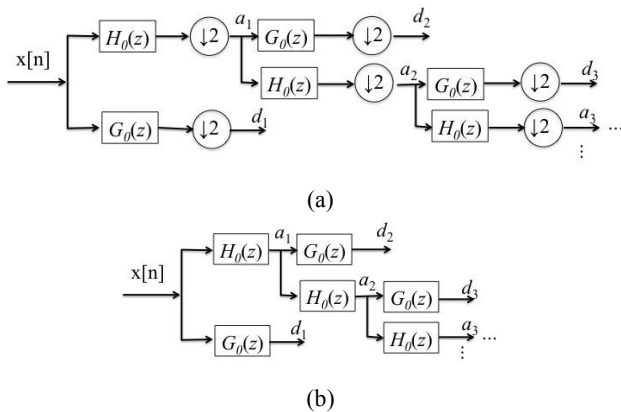 a₁ d₂
H₀(z) ↓2 G₀(z) ↓2
x[n] a₂ d₃
H₀(z) ↓2 G₀(z) ↓2
d₁ a₃
G₀(z) ↓2 H₀(z) ↓2 ...
⋮
(a)
a₁ d₂
H₀(z) G₀(z)
x[n] a₂ d₃
H₀(z) G₀(z)
d₁ a₃
G₀(z) H₀(z) ...
⋮
(b)